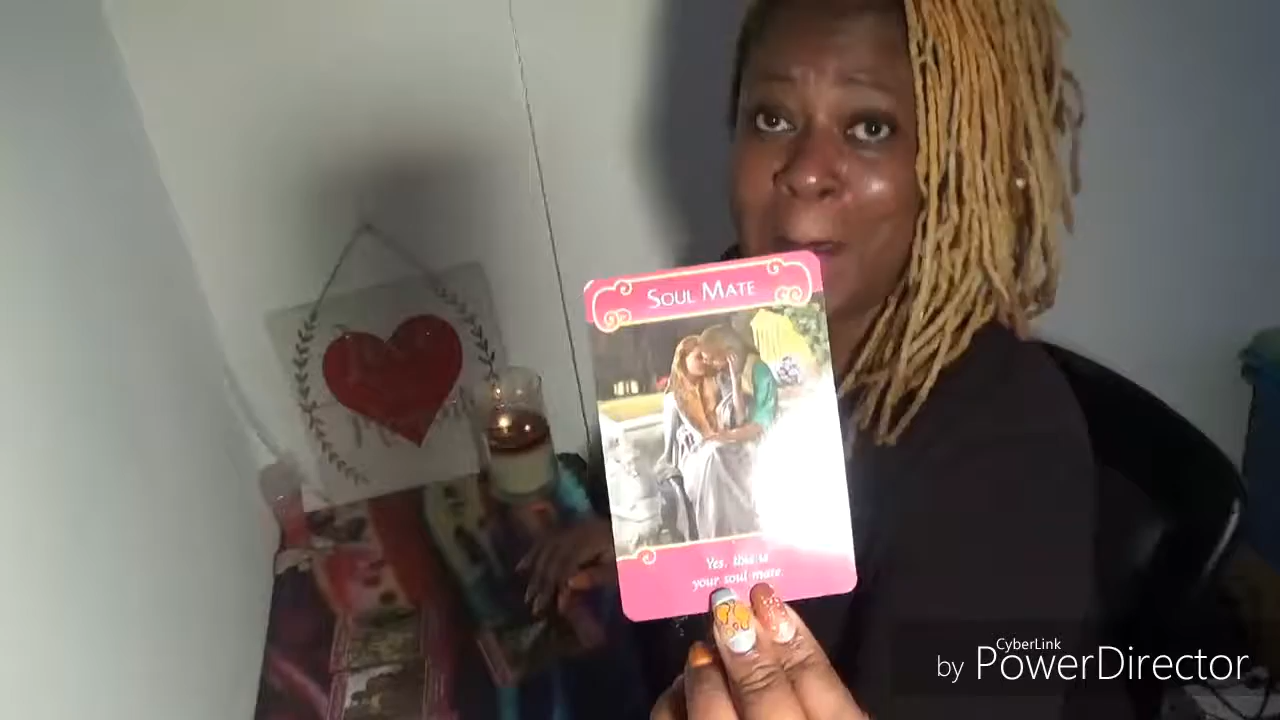 SOUL MATE
Yes, this is
your soul mate.
CyberLink
by PowerDirector